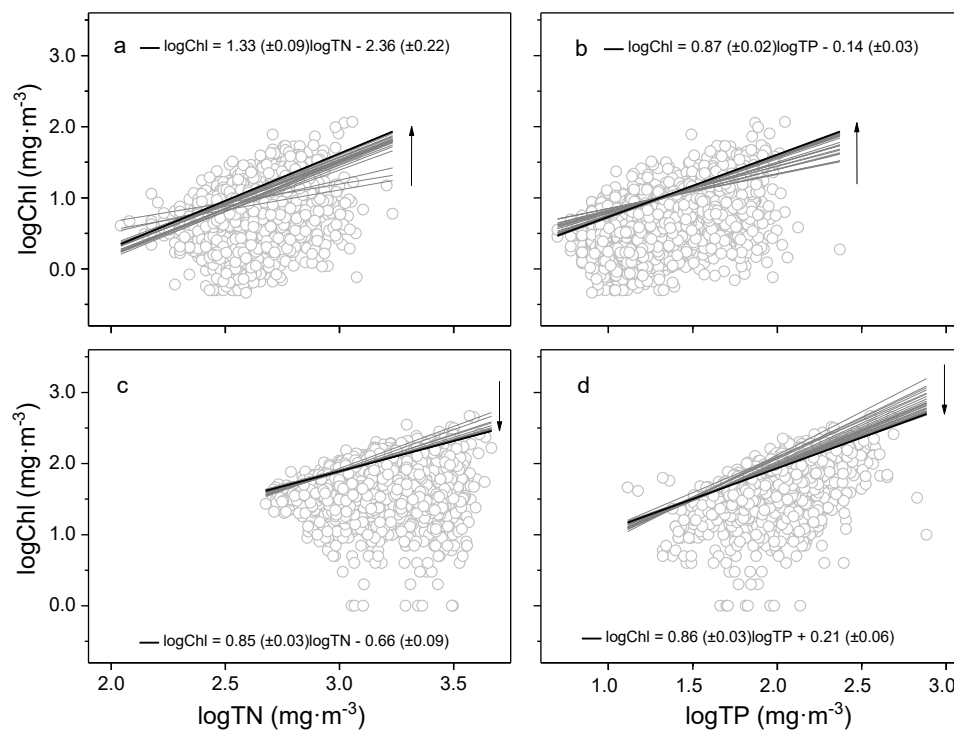 a
logChl = 1.33 (±0.09)logTN - 2.36 (±0.22)
b
logChl = 0.87 (±0.02)logTP - 0.14 (±0.03)
3.0
2.0
1.0
0.0
logChl (mg·m⁻³)
c
logChl = 0.85 (±0.03)logTN - 0.66 (±0.09)
d
logChl = 0.86 (±0.03)logTP + 0.21 (±0.06)
3.0
2.0
1.0
0.0
logChl (mg·m⁻³)
2.0 2.5 3.0 3.5
1.0 1.5 2.0 2.5 3.0
logTN (mg·m⁻³)
logTP (mg·m⁻³)